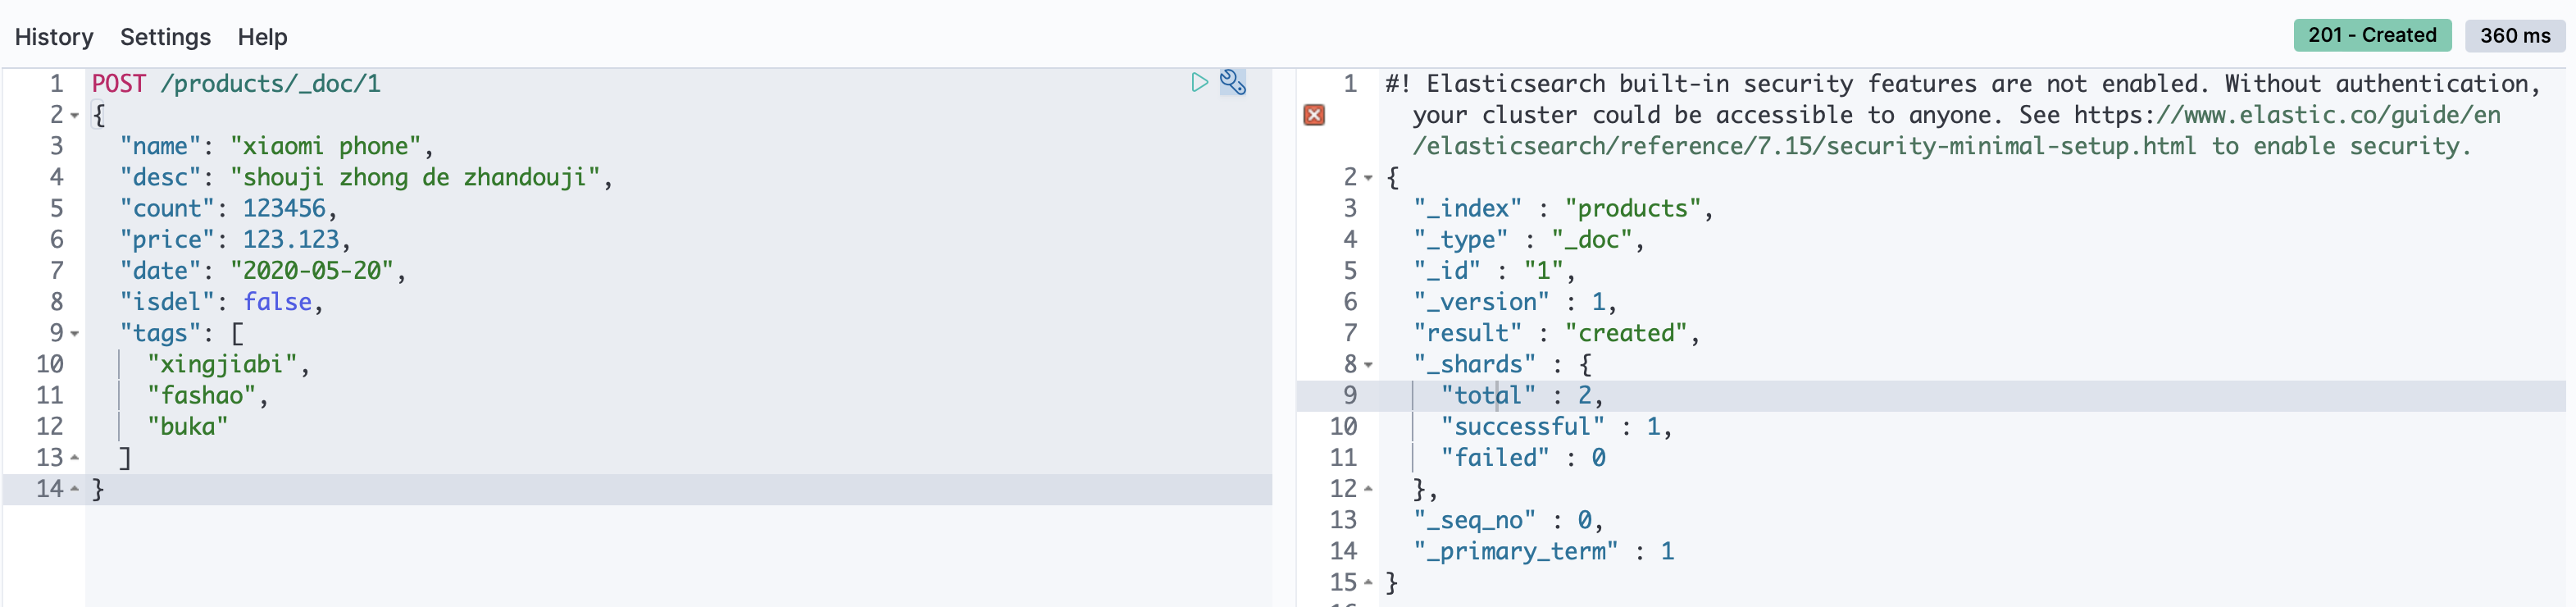 History Settings Help
201 - Created 360 ms
1 POST /products/_doc/1
2 {
3 "name": "xiaomi phone",
4 "desc": "shouji zhong de zhandouji",
5 "count": 123456,
6 "price": 123.123,
7 "date": "2020-05-20",
8 "isdel": false,
9 "tags": [
10 "xingjiabi",
11 "fashao",
12 "buka"
13 ]
14 }
1 #! Elasticsearch built-in security features are not enabled. Without authentication,
your cluster could be accessible to anyone. See https://www.elastic.co/guide/en
/elasticsearch/reference/7.15/security-minimal-setup.html to enable security.
2 {
3 "_index" : "products",
4 "_type" : "_doc",
5 "_id" : "1",
6 "_version" : 1,
7 "result" : "created",
8 "_shards" : {
9 "total" : 2,
10 "successful" : 1,
11 "failed" : 0
12 },
13 "_seq_no" : 0,
14 "_primary_term" : 1
15 }